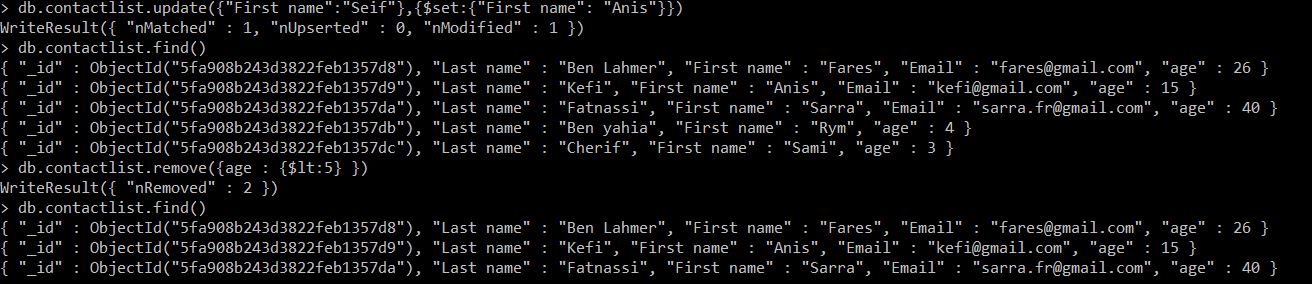 > db.contactlist.update({"First name":"Seif"},{$set:{"First name": "Anis"}})
WriteResult({ "nMatched" : 1, "nUpserted" : 0, "nModified" : 1 })
> db.contactlist.find()
{ "_id" : ObjectId("5fa908b243d3822feb1357d8"), "Last name" : "Ben Lahmer", "First name" : "Fares", "Email" : "fares@gmail.com", "age" : 26 }
{ "_id" : ObjectId("5fa908b243d3822feb1357d9"), "Last name" : "Kefi", "First name" : "Anis", "Email" : "kefi@gmail.com", "age" : 15 }
{ "_id" : ObjectId("5fa908b243d3822feb1357da"), "Last name" : "Fatnassi", "First name" : "Sarra", "Email" : "sarra.fr@gmail.com", "age" : 40 }
{ "_id" : ObjectId("5fa908b243d3822feb1357db"), "Last name" : "Ben yahia", "First name" : "Rym", "age" : 4 }
{ "_id" : ObjectId("5fa908b243d3822feb1357dc"), "Last name" : "Cherif", "First name" : "Sami", "age" : 3 }
> db.contactlist.remove({age : {$lt:5} })
WriteResult({ "nRemoved" : 2 })
> db.contactlist.find()
{ "_id" : ObjectId("5fa908b243d3822feb1357d8"), "Last name" : "Ben Lahmer", "First name" : "Fares", "Email" : "fares@gmail.com", "age" : 26 }
{ "_id" : ObjectId("5fa908b243d3822feb1357d9"), "Last name" : "Kefi", "First name" : "Anis", "Email" : "kefi@gmail.com", "age" : 15 }
{ "_id" : ObjectId("5fa908b243d3822feb1357da"), "Last name" : "Fatnassi", "First name" : "Sarra", "Email" : "sarra.fr@gmail.com", "age" : 40 }